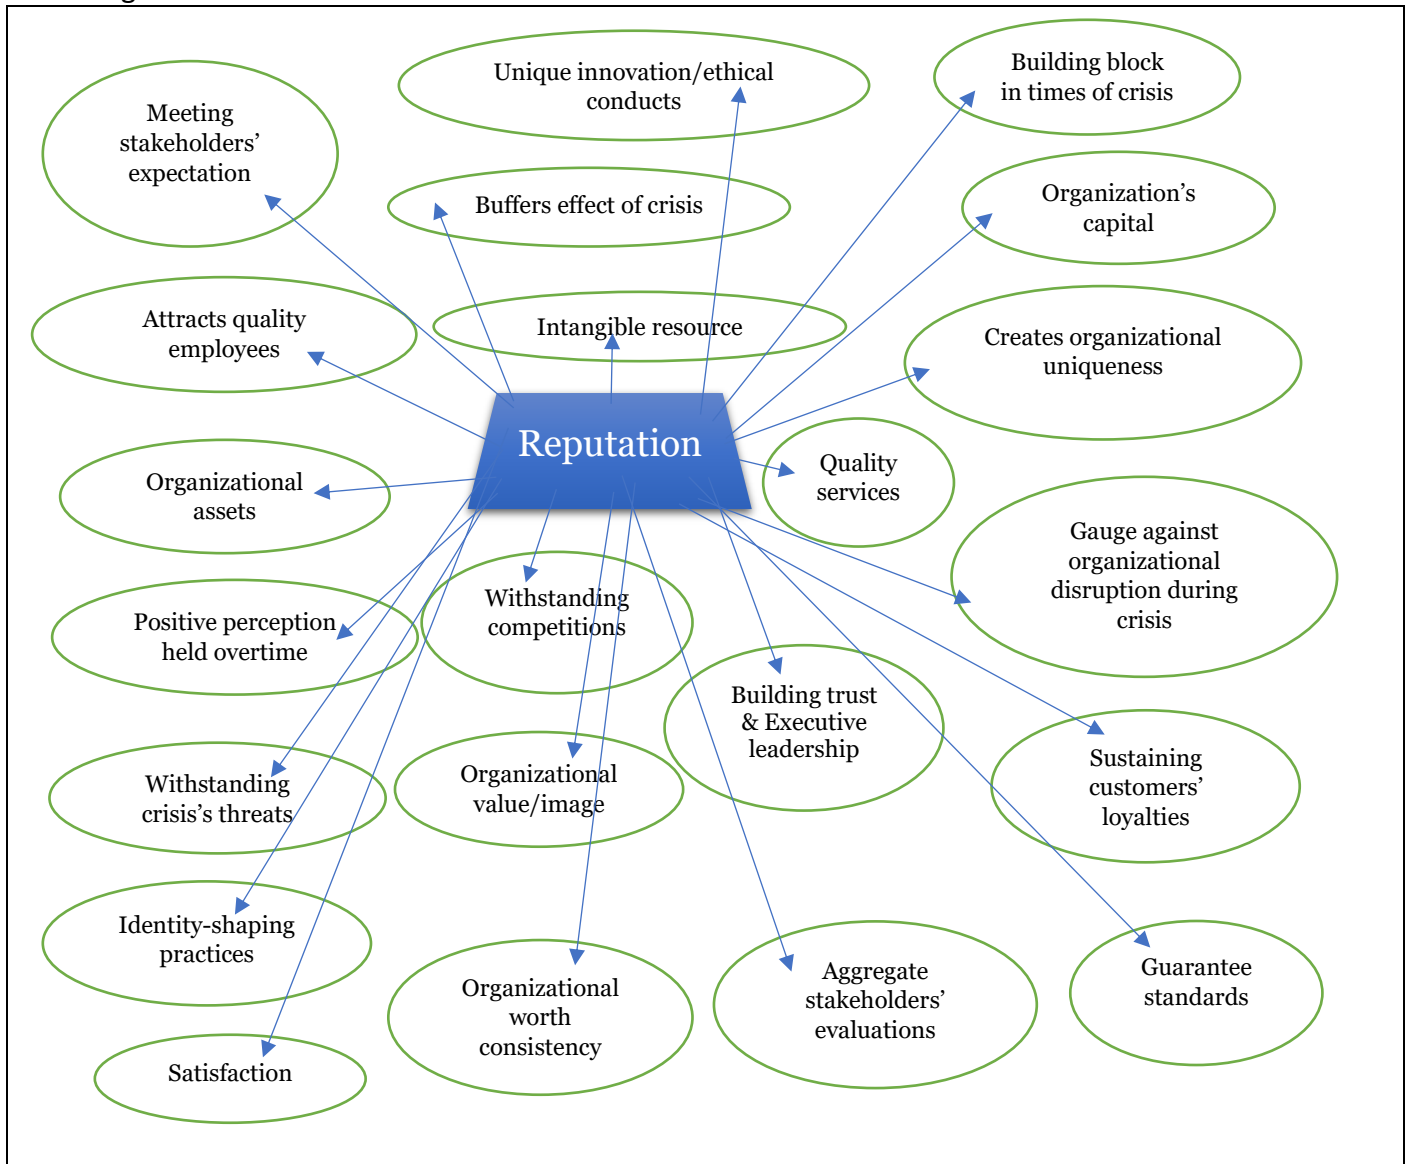 Unique innovation/ethical
conducts
Building block
in times of crisis
Meeting
stakeholders’
expectation
Buffers effect of crisis
Organization’s
capital
Attracts quality
employees
Intangible resource
Creates organizational
uniqueness
Reputation
Quality
services
Organizational
assets
Gauge against
organizational
disruption during
crisis
Positive perception
held overtime
Withstanding
competitions
Building trust
& Executive
leadership
Withstanding
crisis’s threats
Organizational
value/image
Sustaining
customers’
loyalties
Identity-shaping
practices
Organizational
worth
consistency
Aggregate
stakeholders’
evaluations
Guarantee
standards
Satisfaction